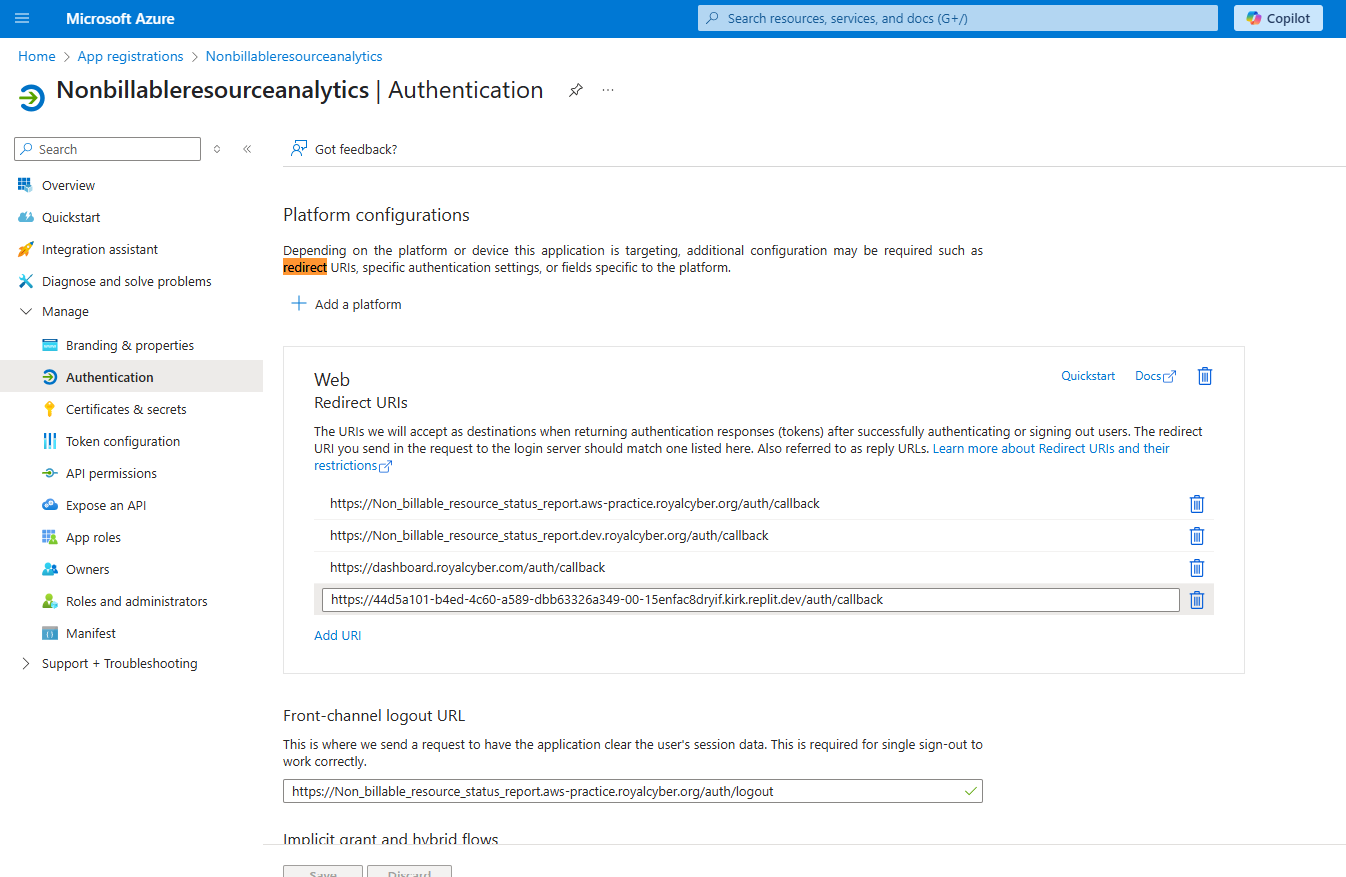 Microsoft Azure
Search resources, services, and docs (G+/)
Copilot
Home > App registrations > Nonbillableresourceanalytics
Nonbillableresourceanalytics | Authentication
Search
Got feedback?
Overview
Quickstart
Integration assistant
Diagnose and solve problems
Manage
Branding & properties
Authentication
Certificates & secrets
Token configuration
API permissions
Expose an API
App roles
Owners
Roles and administrators
Manifest
Support + Troubleshooting
Platform configurations
Depending on the platform or device this application is targeting, additional configuration may be required such as
redirect URIs, specific authentication settings, or fields specific to the platform.
Add a platform
Web
Quickstart
Docs
Redirect URIs
The URIs we will accept as destinations when returning authentication responses (tokens) after successfully authenticating or signing out users. The redirect
URI you send in the request to the login server should match one listed here. Also referred to as reply URLs. Learn more about Redirect URIs and their
restrictions
https://Non_billable_resource_status_report.aws-practice.royalcyber.org/auth/callback
https://Non_billable_resource_status_report.dev.royalcyber.org/auth/callback
https://dashboard.royalcyber.com/auth/callback
https://44d5a101-b4ed-4c60-a589-dbb63326a349-00-15enfac8dryif.kirk.replit.dev/auth/callback
Add URI
Front-channel logout URL
This is where we send a request to have the application clear the user's session data. This is required for single sign-out to
work correctly.
https://Non_billable_resource_status_report.aws-practice.royalcyber.org/auth/logout
Implicit grant and hybrid flows
Save
Discard